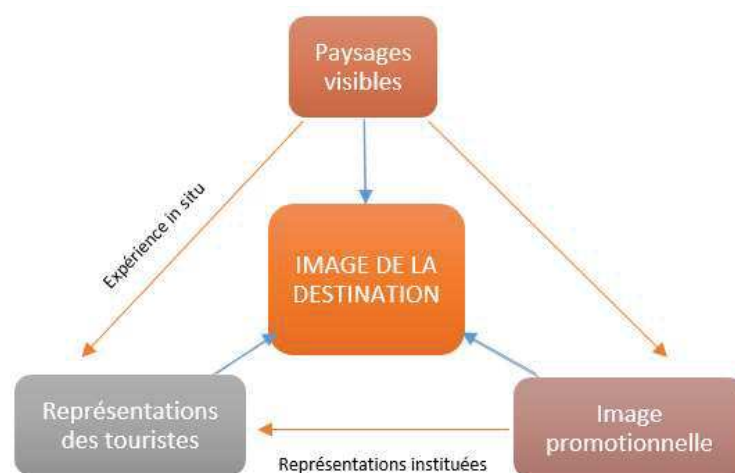 Paysages
visibles
Expérience in situ
IMAGE DE LA
DESTINATION
Représentations
des touristes
Image
promotionnelle
Représentations instituées